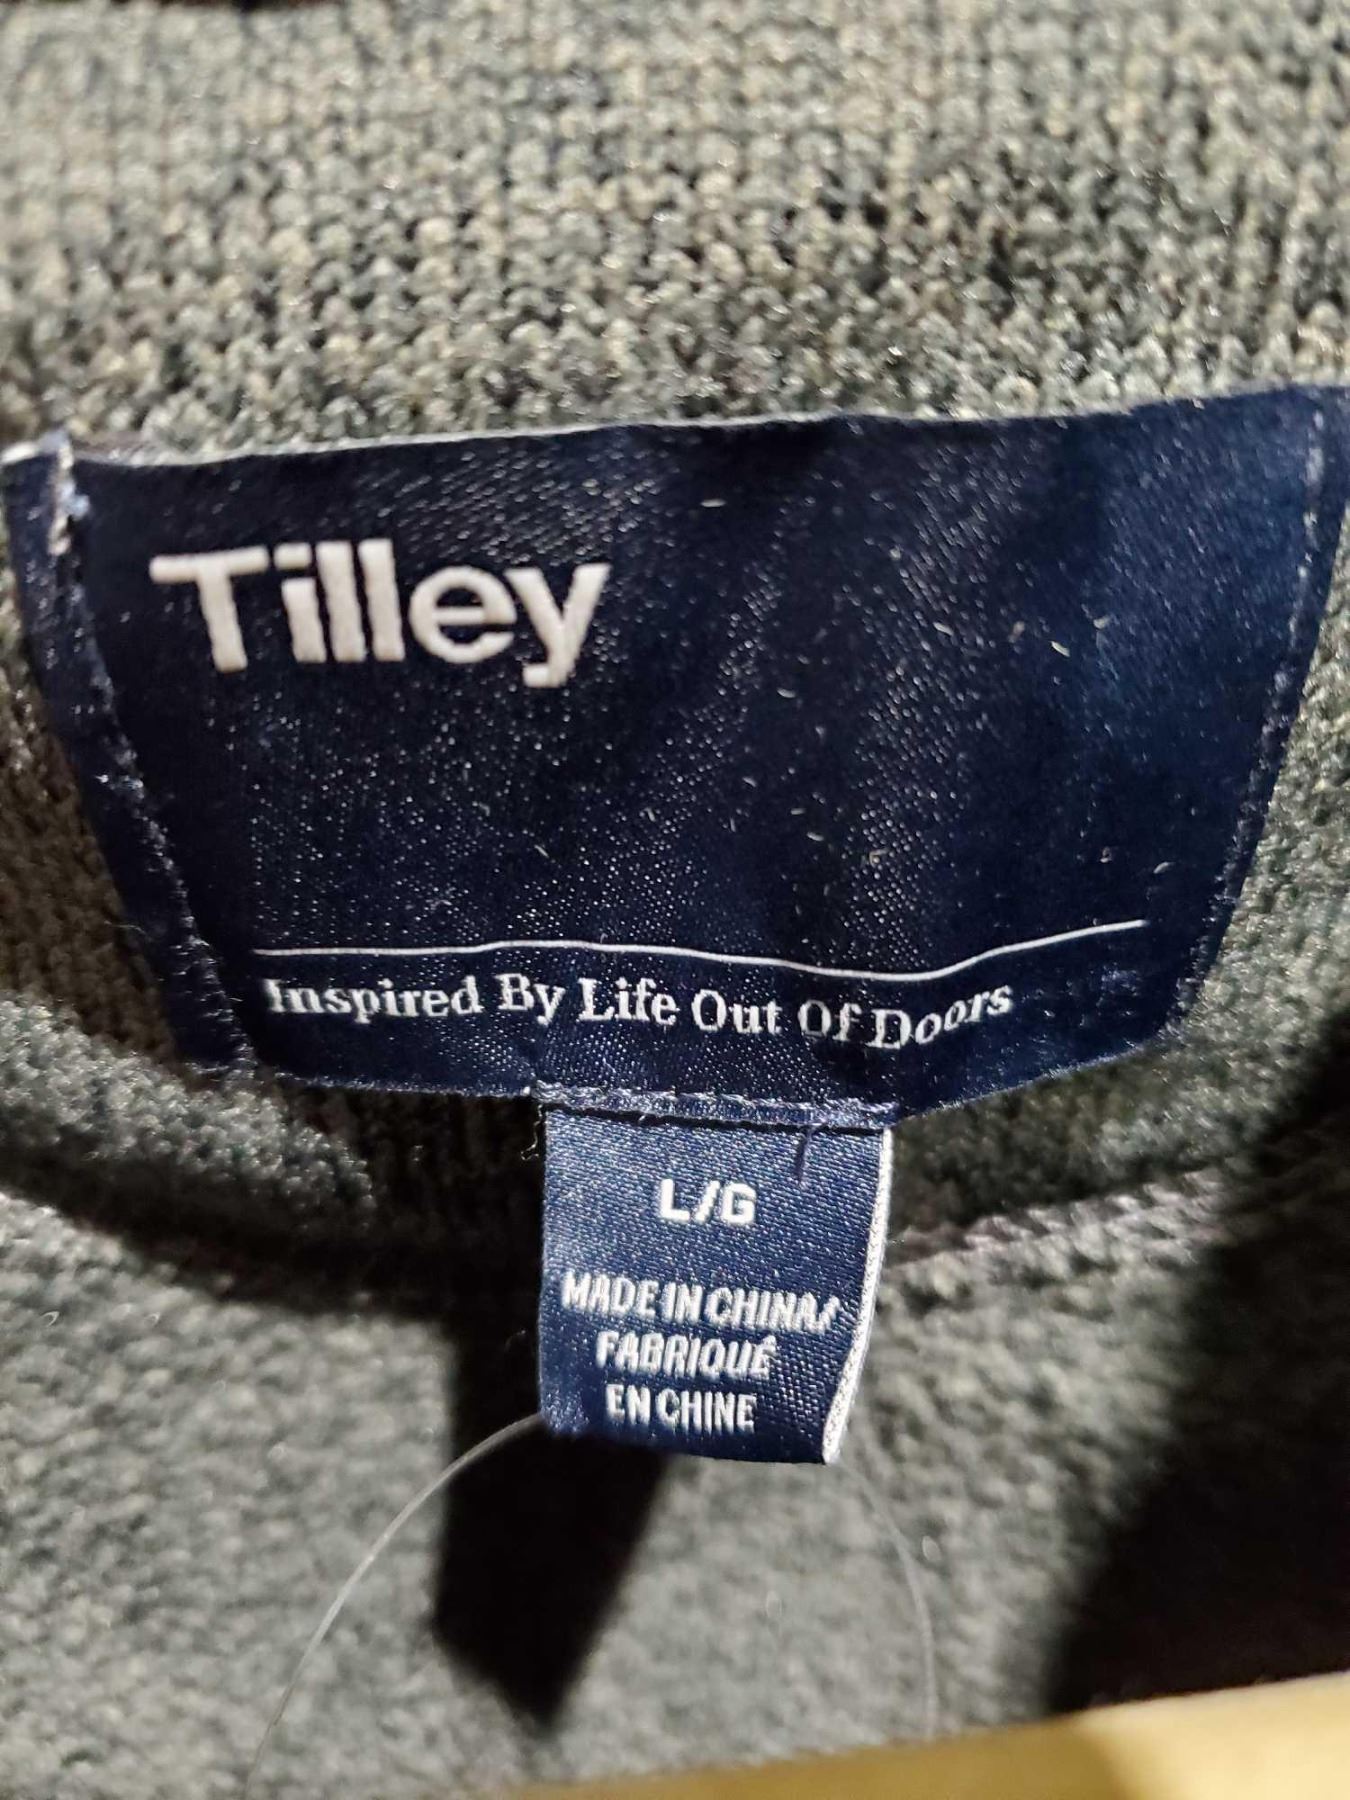 Tilley
Inspired By Life Out Of Doors
L/G
MADE IN CHINA/
FABRIQUÉ
EN CHINE